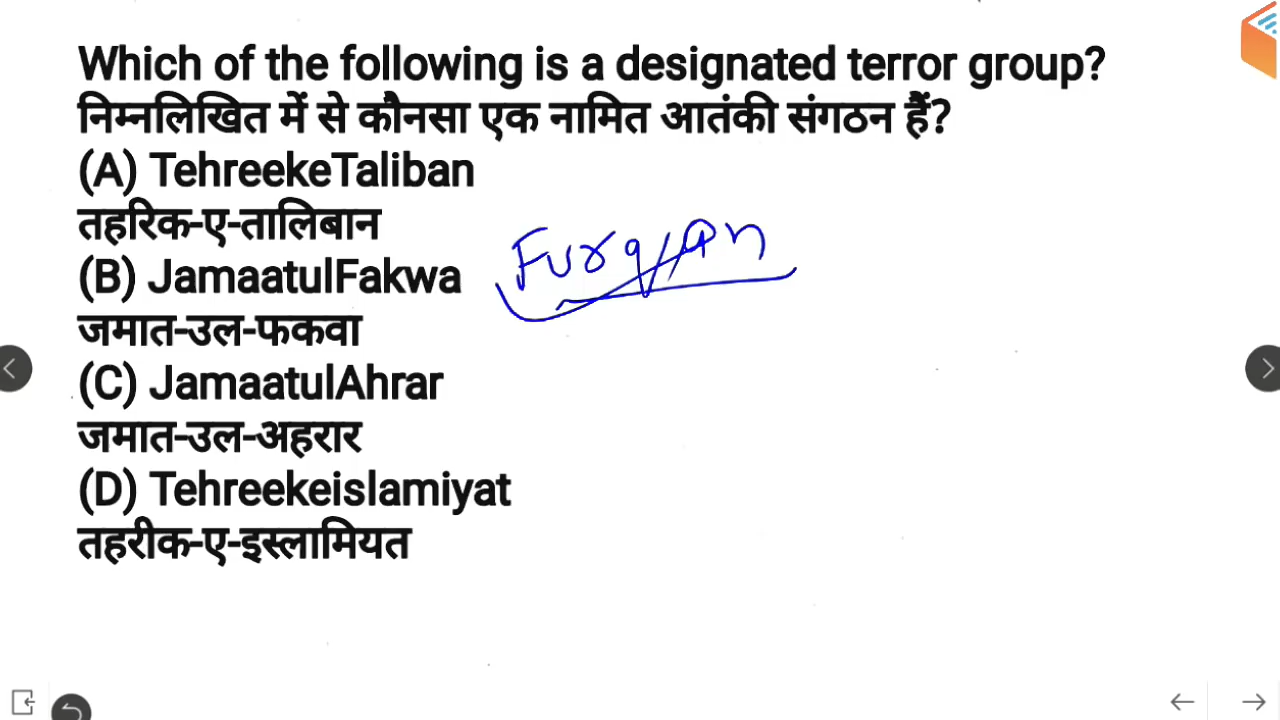 Which of the following is a designated terror group?
निम्नलिखित में से कौनसा एक नामित आतंकी संगठन हैं?
(A) TehreekeTaliban
तहरिक-ए-तालिबान
(B) JamaatulFakwa
जमात-उल-फकवा
(C) JamaatulAhrar
जमात-उल-अहरार
(D) Tehreekeislamiyat
तहरीक-ए-इस्लामियत